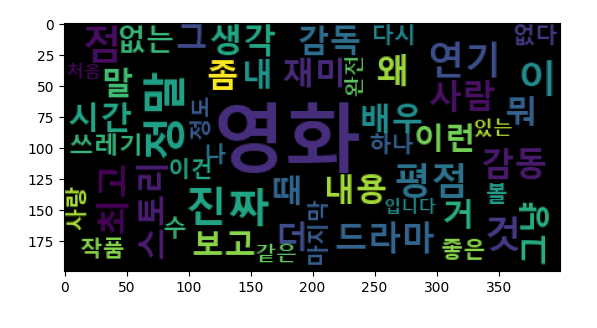 0
25
50
75
100
125
150
175
0
50
100
150
200
250
300
350
점
없는
그
생각
감독
다시
연기
없다
처음
말
좀
내
재미
완전
왜
사람
이
시간
정말
정도
영화
배우
뭐
쓰레기
하나
이런
있는
나
이건
감동
최고
스토리
때
내용
평점
볼
사랑
진짜
입니다
수
더
마지막
드라마
거
것
그냥
작품
보고
같은
좋은